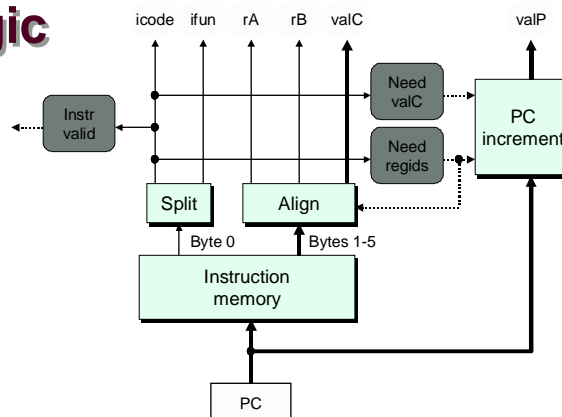 gic
icode ifun rA rB valC valP
Need
valC
Instr
valid
PC
increment
Need
regids
Split
Align
Byte 0
Bytes 1-5
Instruction
memory
PC